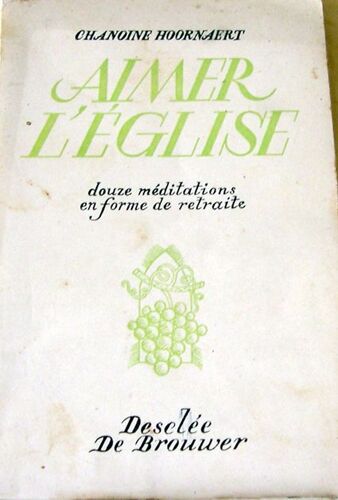 CHANOINE HOORNAERT
AIMER
L'ÉGLISE
douze méditations
en forme de retraite
Desclée
De Brouwer